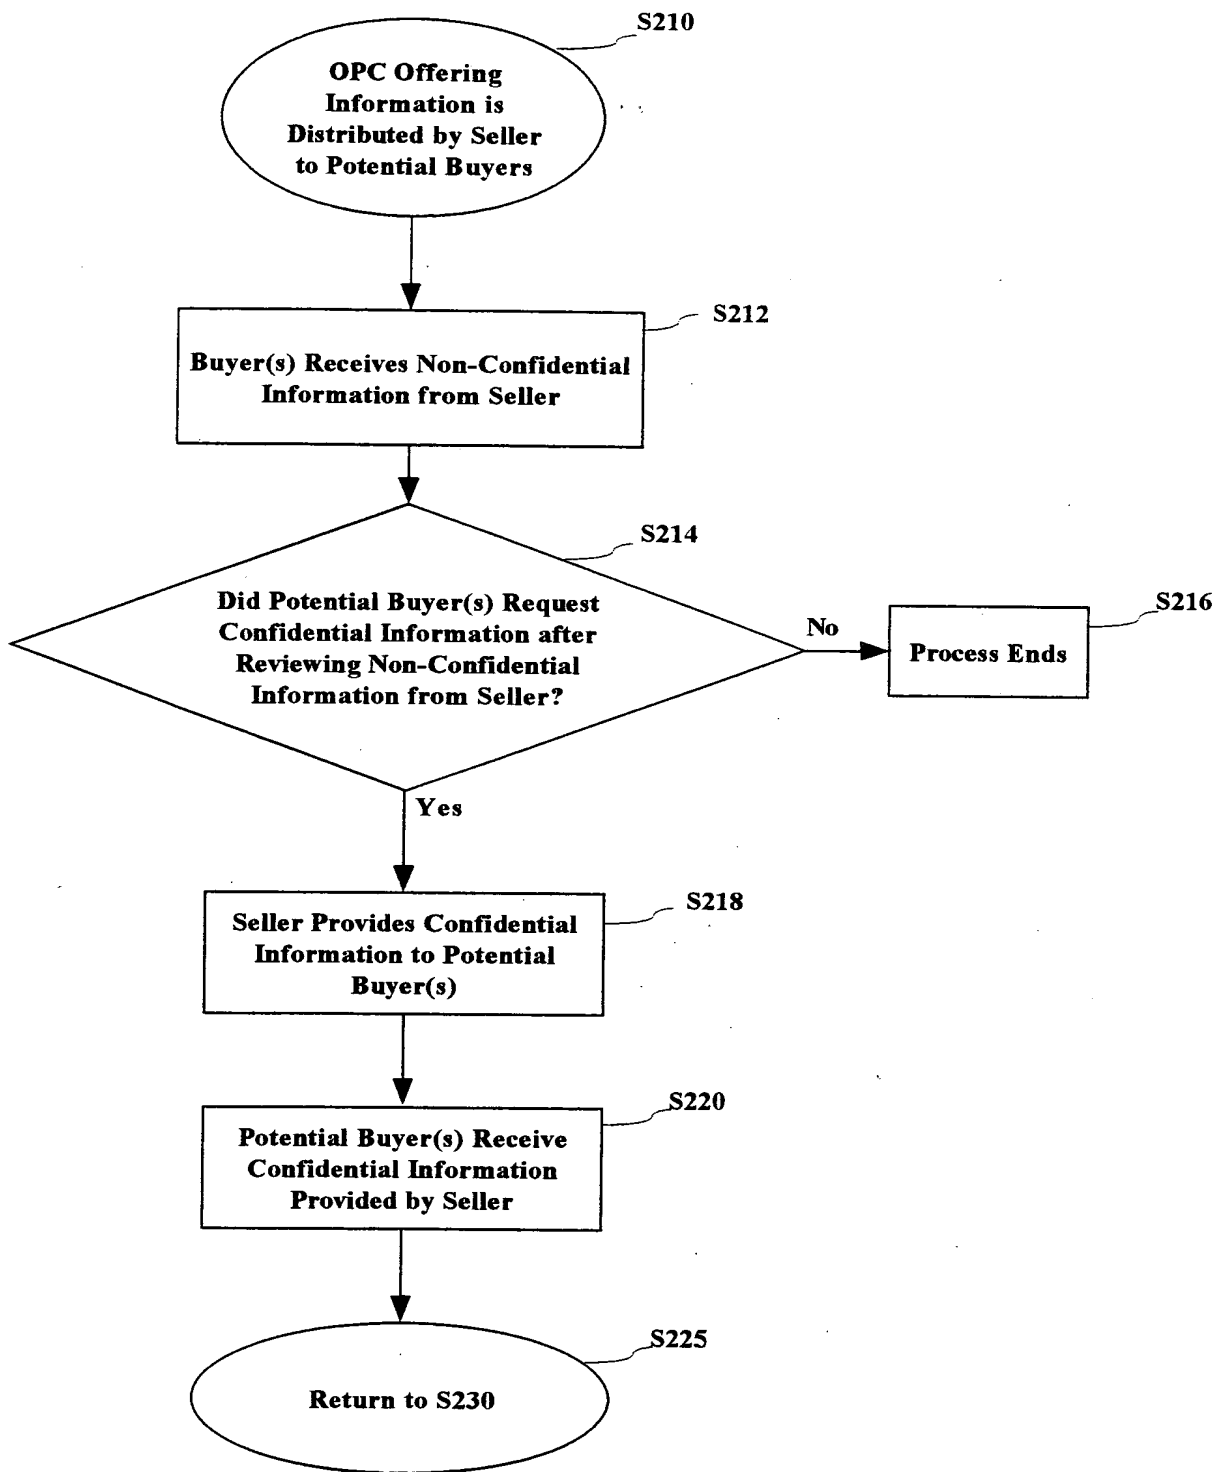 S210
OPC Offering
Information is
Distributed by Seller
to Potential Buyers
S212
Buyer(s) Receives Non-Confidential
Information from Seller
S214
Did Potential Buyer(s) Request
Confidential Information after
Reviewing Non-Confidential
Information from Seller?
No
S216
Process Ends
Yes
S218
Seller Provides Confidential
Information to Potential
Buyer(s)
S220
Potential Buyer(s) Receive
Confidential Information
Provided by Seller
S225
Return to S230